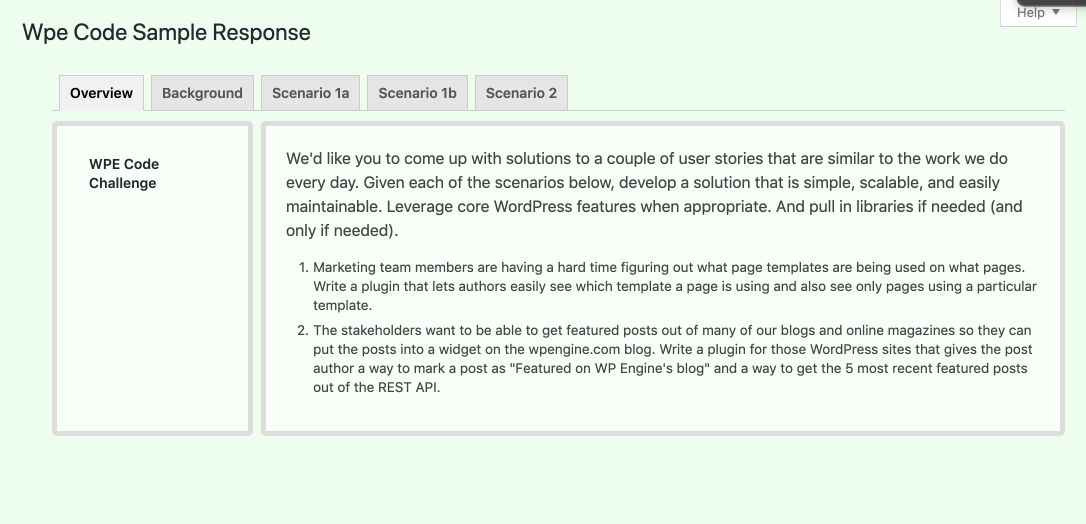 Help ▼
Wpe Code Sample Response
Overview Background Scenario 1a Scenario 1b Scenario 2
WPE Code
Challenge
We'd like you to come up with solutions to a couple of user stories that are similar to the work we do
every day. Given each of the scenarios below, develop a solution that is simple, scalable, and easily
maintainable. Leverage core WordPress features when appropriate. And pull in libraries if needed (and
only if needed).
1. Marketing team members are having a hard time figuring out what page templates are being used on what pages.
Write a plugin that lets authors easily see which template a page is using and also see only pages using a particular
template.
2. The stakeholders want to be able to get featured posts out of many of our blogs and online magazines so they can
put the posts into a widget on the wpengine.com blog. Write a plugin for those WordPress sites that gives the post
author a way to mark a post as "Featured on WP Engine's blog" and a way to get the 5 most recent featured posts
out of the REST API.